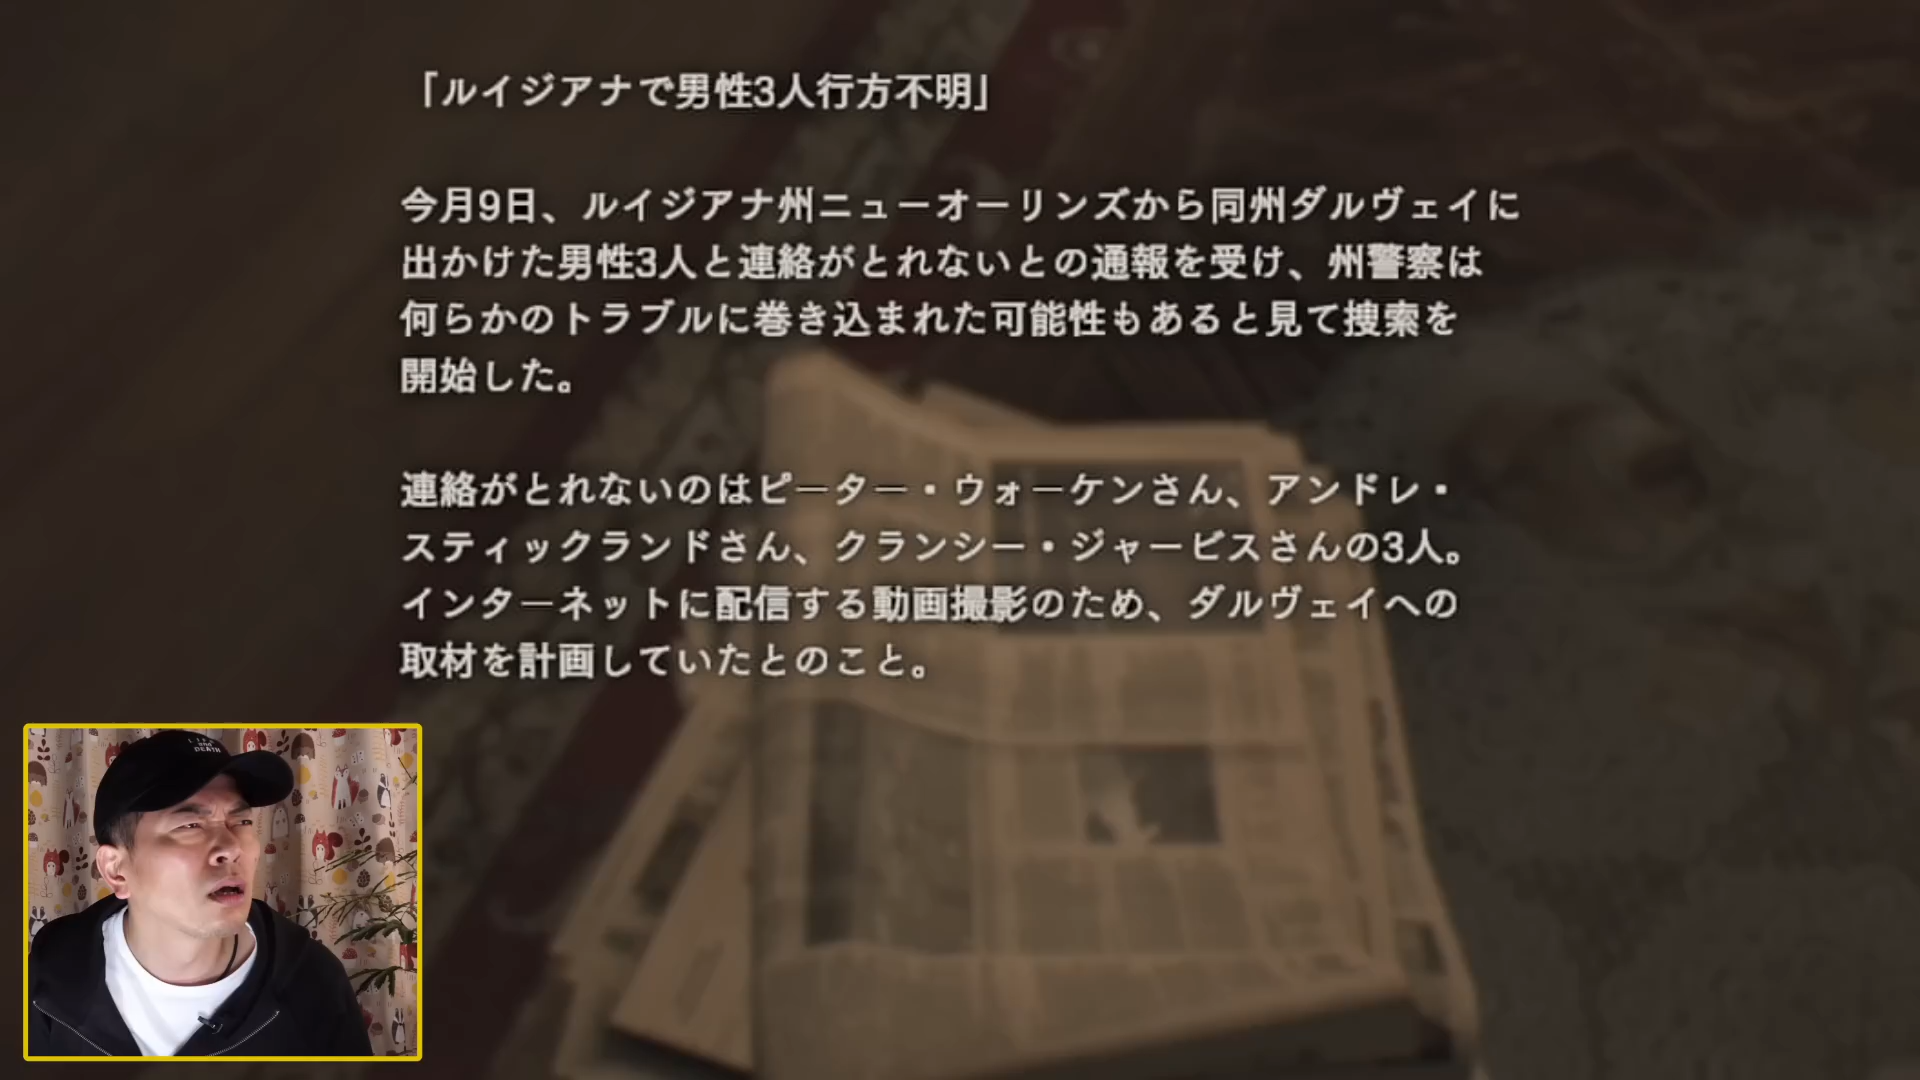 「ルイジアナで男性3人行方不明」
今月9日、ルイジアナ州ニューオーリンズから同州ダルヴェイに
出かけた男性3人と連絡がとれないとの通報を受け、州警察は
何らかのトラブルに巻き込まれた可能性もあると見て捜索を
開始した。
連絡がとれないのはピーター・ウォーケンさん、アンドレ・
スティックランドさん、クランシー・ジャービスさんの3人。
インターネットに配信する動画撮影のため、ダルヴェイへの
取材を計画していたとのこと。
LIFE
and
DEATH